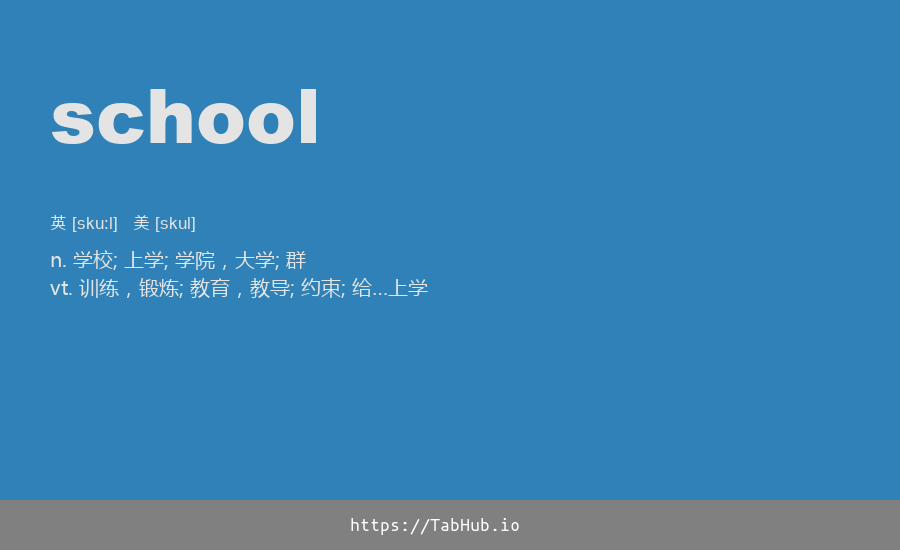 school
英 [sku:l] 美 [skul]
n. 学校; 上学; 学院，大学; 群
vt. 训练，锻炼; 教育，教导; 约束; 给…上学
https://TabHub.io